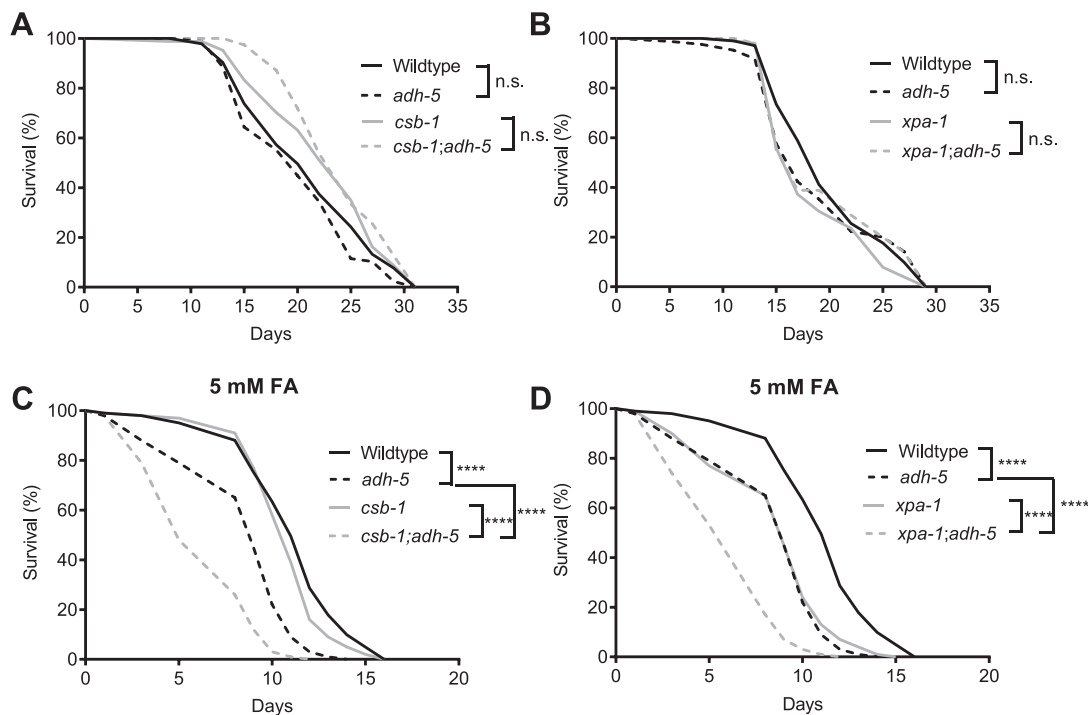 A
100
80
60
40
20
0
Survival (%)
0 5 10 15 20 25 30 35
Days
Wildtype
adh-5
n.s.
csb-1
csb-1;adh-5
n.s.
B
100
80
60
40
20
0
Survival (%)
0 5 10 15 20 25 30 35
Days
Wildtype
adh-5
n.s.
xpa-1
xpa-1;adh-5
n.s.
C
5 mM FA
100
80
60
40
20
0
Survival (%)
0 5 10 15 20
Days
Wildtype
adh-5
****
csb-1
csb-1;adh-5
**** ****
D
5 mM FA
100
80
60
40
20
0
Survival (%)
0 5 10 15 20
Days
Wildtype
adh-5
****
xpa-1
xpa-1;adh-5
**** ****